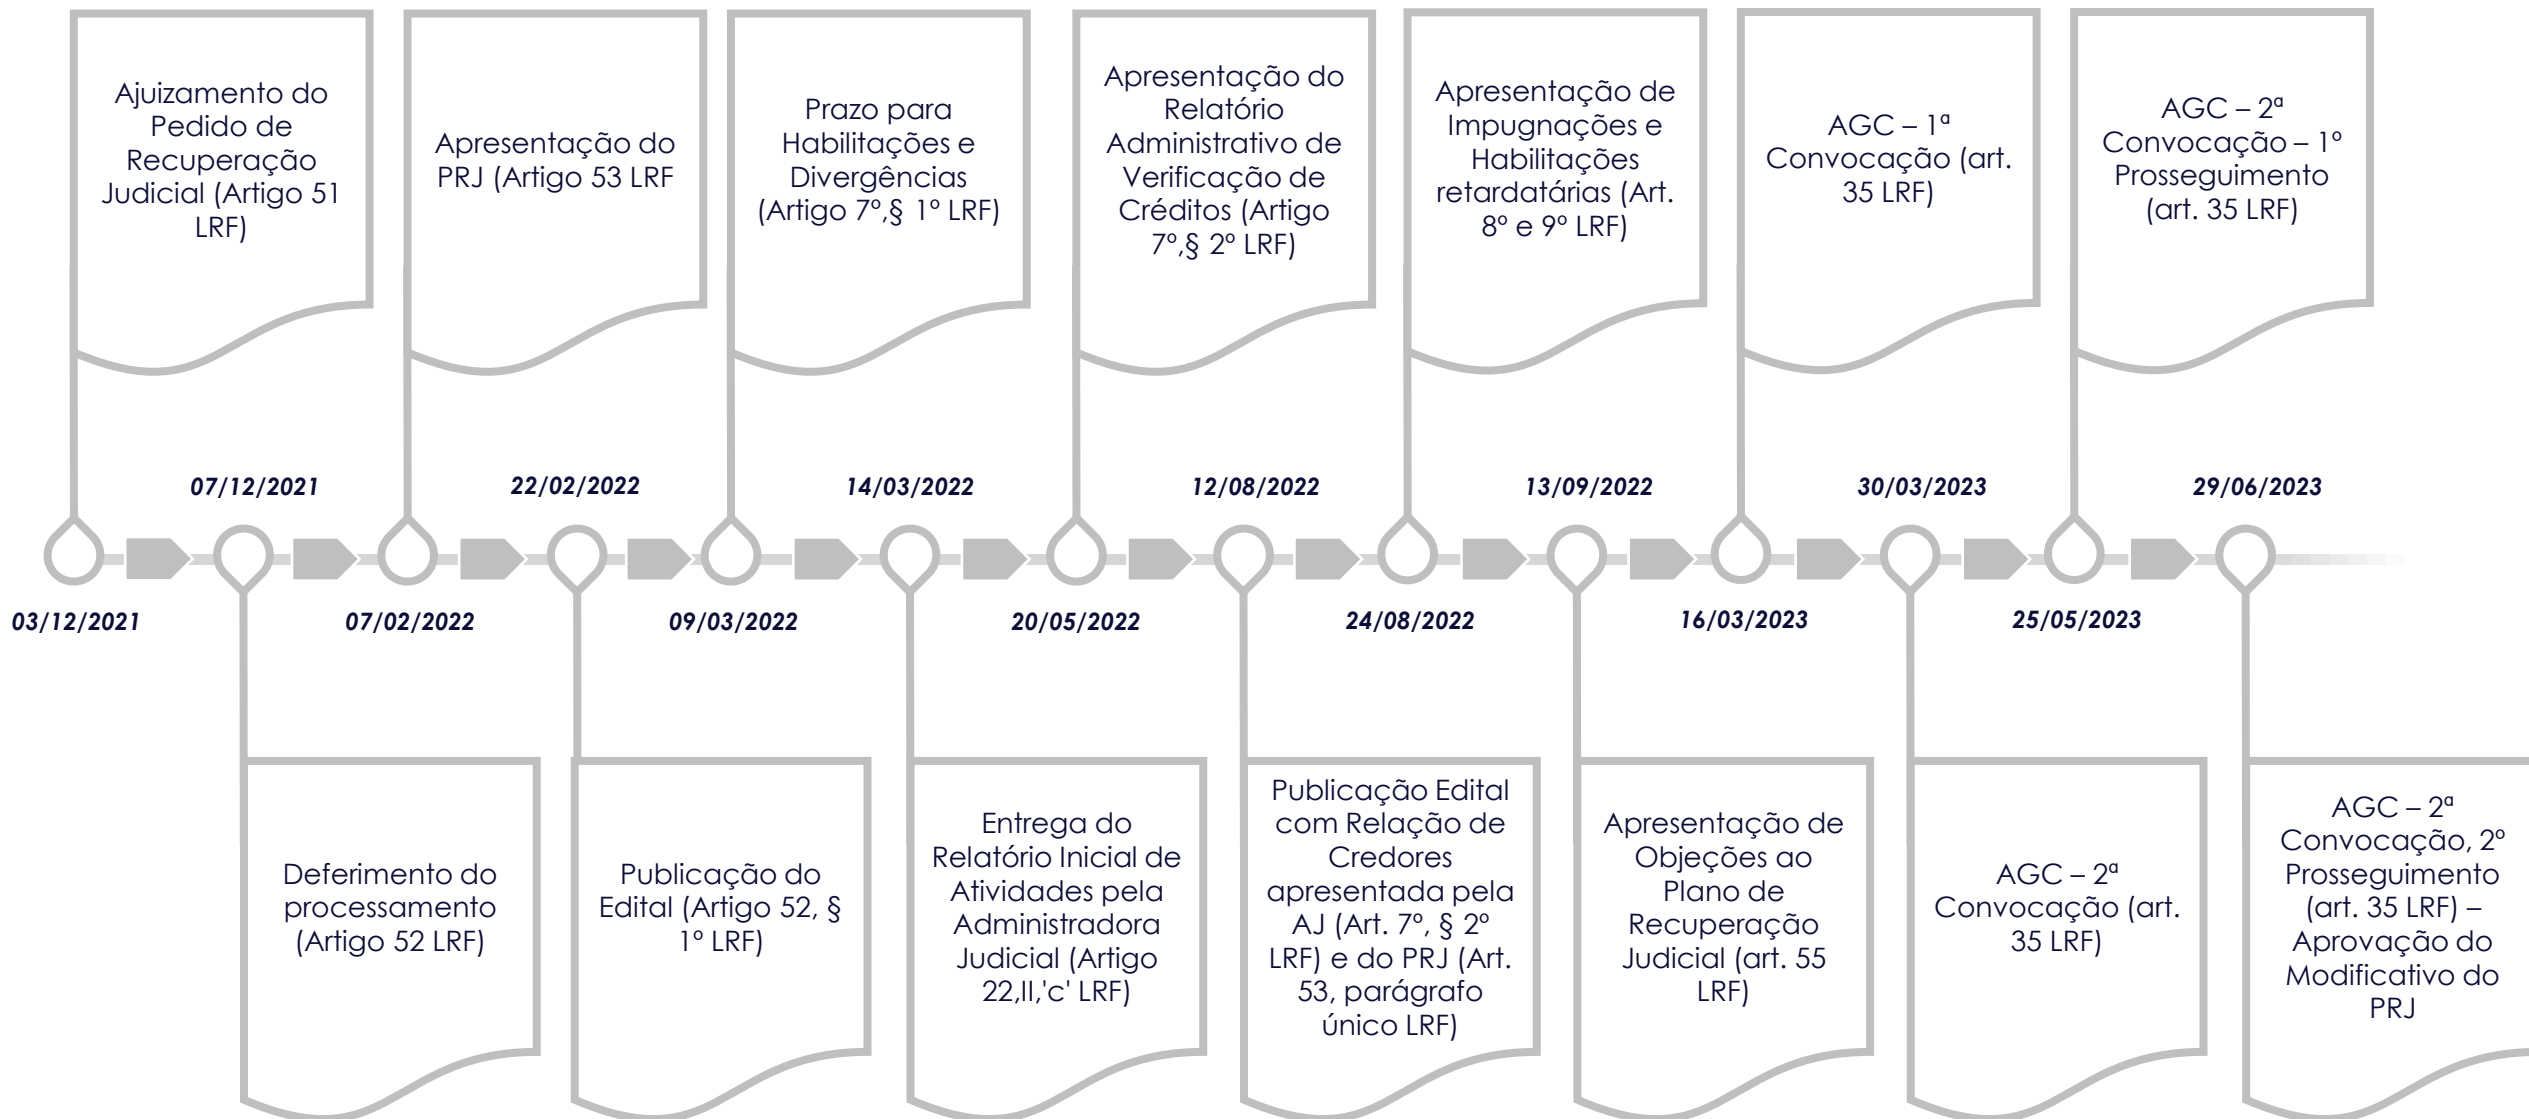 Ajuizamento do
Pedido de
Recuperação
Judicial (Artigo 51
LRF)
Apresentação do
PRJ (Artigo 53 LRF
Prazo para
Habilitações e
Divergências
(Artigo 7º,§ 1º LRF)
Apresentação do
Relatório
Administrativo de
Verificação de
Créditos (Artigo
7º,§ 2º LRF)
Apresentação de
Impugnações e
Habilitações
retardatárias (Art.
8º e 9º LRF)
AGC – 1ª
Convocação (art.
35 LRF)
AGC – 2ª
Convocação – 1º
Prosseguimento
(art. 35 LRF)
07/12/2021
22/02/2022
14/03/2022
12/08/2022
13/09/2022
30/03/2023
29/06/2023
03/12/2021
07/02/2022
09/03/2022
20/05/2022
24/08/2022
16/03/2023
25/05/2023
Deferimento do
processamento
(Artigo 52 LRF)
Publicação do
Edital (Artigo 52, §
1º LRF)
Entrega do
Relatório Inicial de
Atividades pela
Administradora
Judicial (Artigo
22,II,'c' LRF)
Publicação Edital
com Relação de
Credores
apresentada pela
AJ (Art. 7º, § 2º
LRF) e do PRJ (Art.
53, parágrafo
único LRF)
Apresentação de
Objeções ao
Plano de
Recuperação
Judicial (art. 55
LRF)
AGC – 2ª
Convocação (art.
35 LRF)
AGC – 2ª
Convocação, 2º
Prosseguimento
(art. 35 LRF) –
Aprovação do
Modificativo do
PRJ